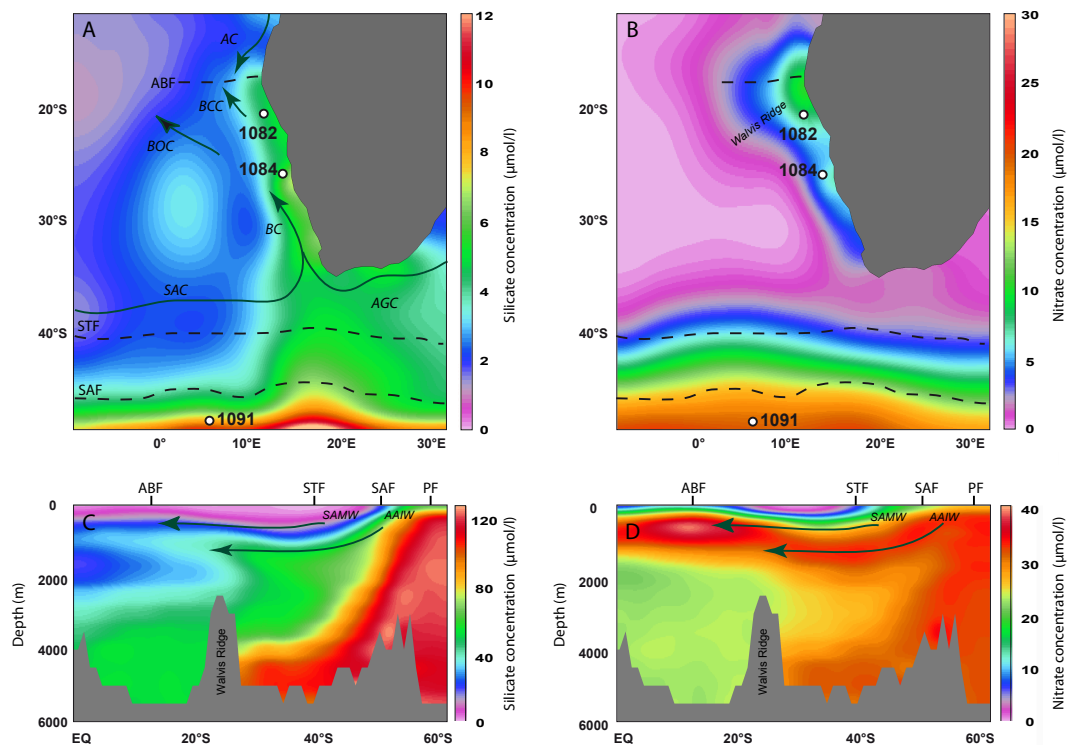 A
AC
ABF
BCC
BOC
1082
1084
BC
SAC
AGC
STF
SAF
1091
20°S
30°S
40°S
0°
10°E
20°E
30°E
12
10
8
6
4
2
0
Silicate concentration (µmol/l)
B
Walvis Ridge
1082
1084
1091
20°S
30°S
40°S
0°
10°E
20°E
30°E
30
25
20
15
10
5
0
Nitrate concentration (µmol/l)
ABF STF SAF PF
C
SAMW
AAIW
Walvis Ridge
0
2000
4000
6000
Depth (m)
EQ 20°S 40°S 60°S
120
80
40
0
Silicate concentration (µmol/l)
ABF STF SAF PF
D
SAMW
AAIW
Walvis Ridge
0
2000
4000
6000
Depth (m)
EQ 20°S 40°S 60°S
40
30
20
10
0
Nitrate concentration (µmol/l)